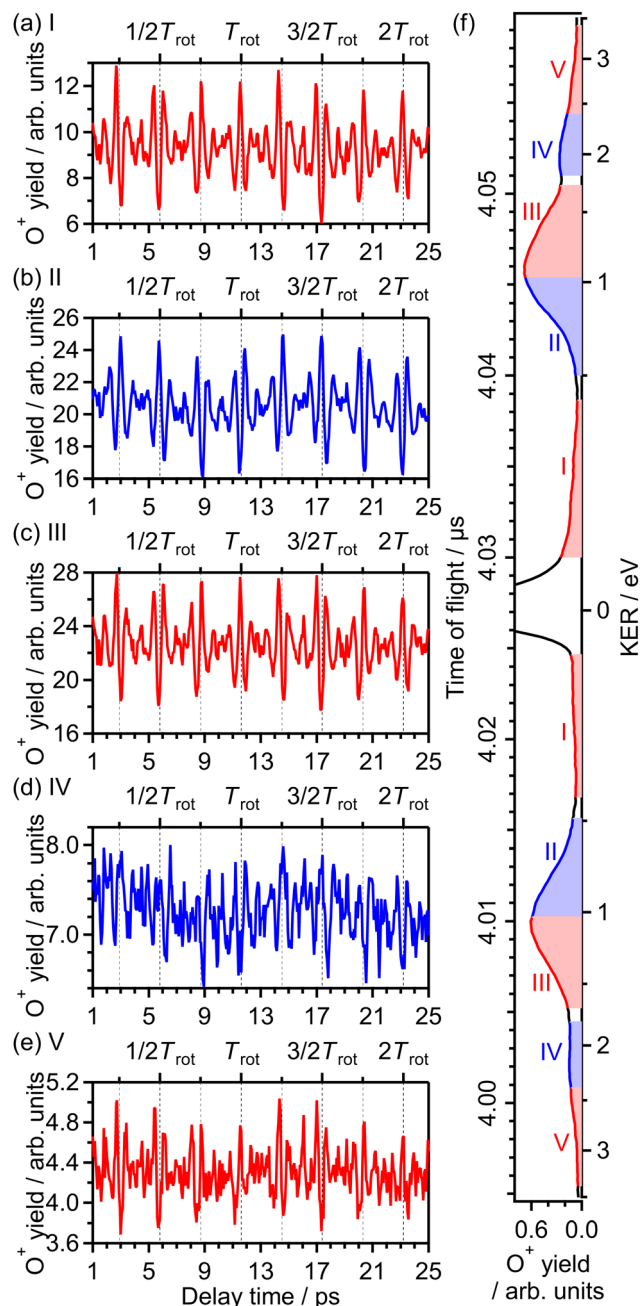 (a) I
1/2T_rot T_rot 3/2T_rot 2T_rot
O⁺ yield / arb. units
12
10
8
6
1 5 9 13 17 21 25
(b) II
1/2T_rot T_rot 3/2T_rot 2T_rot
O⁺ yield / arb. units
26
24
22
20
18
16
1 5 9 13 17 21 25
(c) III
1/2T_rot T_rot 3/2T_rot 2T_rot
O⁺ yield / arb. units
28
24
20
16
1 5 9 13 17 21 25
(d) IV
1/2T_rot T_rot 3/2T_rot 2T_rot
O⁺ yield / arb. units
8.0
7.0
1 5 9 13 17 21 25
(e) V
1/2T_rot T_rot 3/2T_rot 2T_rot
O⁺ yield / arb. units
5.2
4.8
4.4
4.0
3.6
1 5 9 13 17 21 25
Delay time / ps
(f)
V
IV
III
II
I
I
II
III
IV
V
Time of flight / μs
4.05
4.04
4.03
4.02
4.01
4.00
KER / eV
3
2
1
0
1
2
3
0.6 0.0
O⁺ yield
/ arb. units